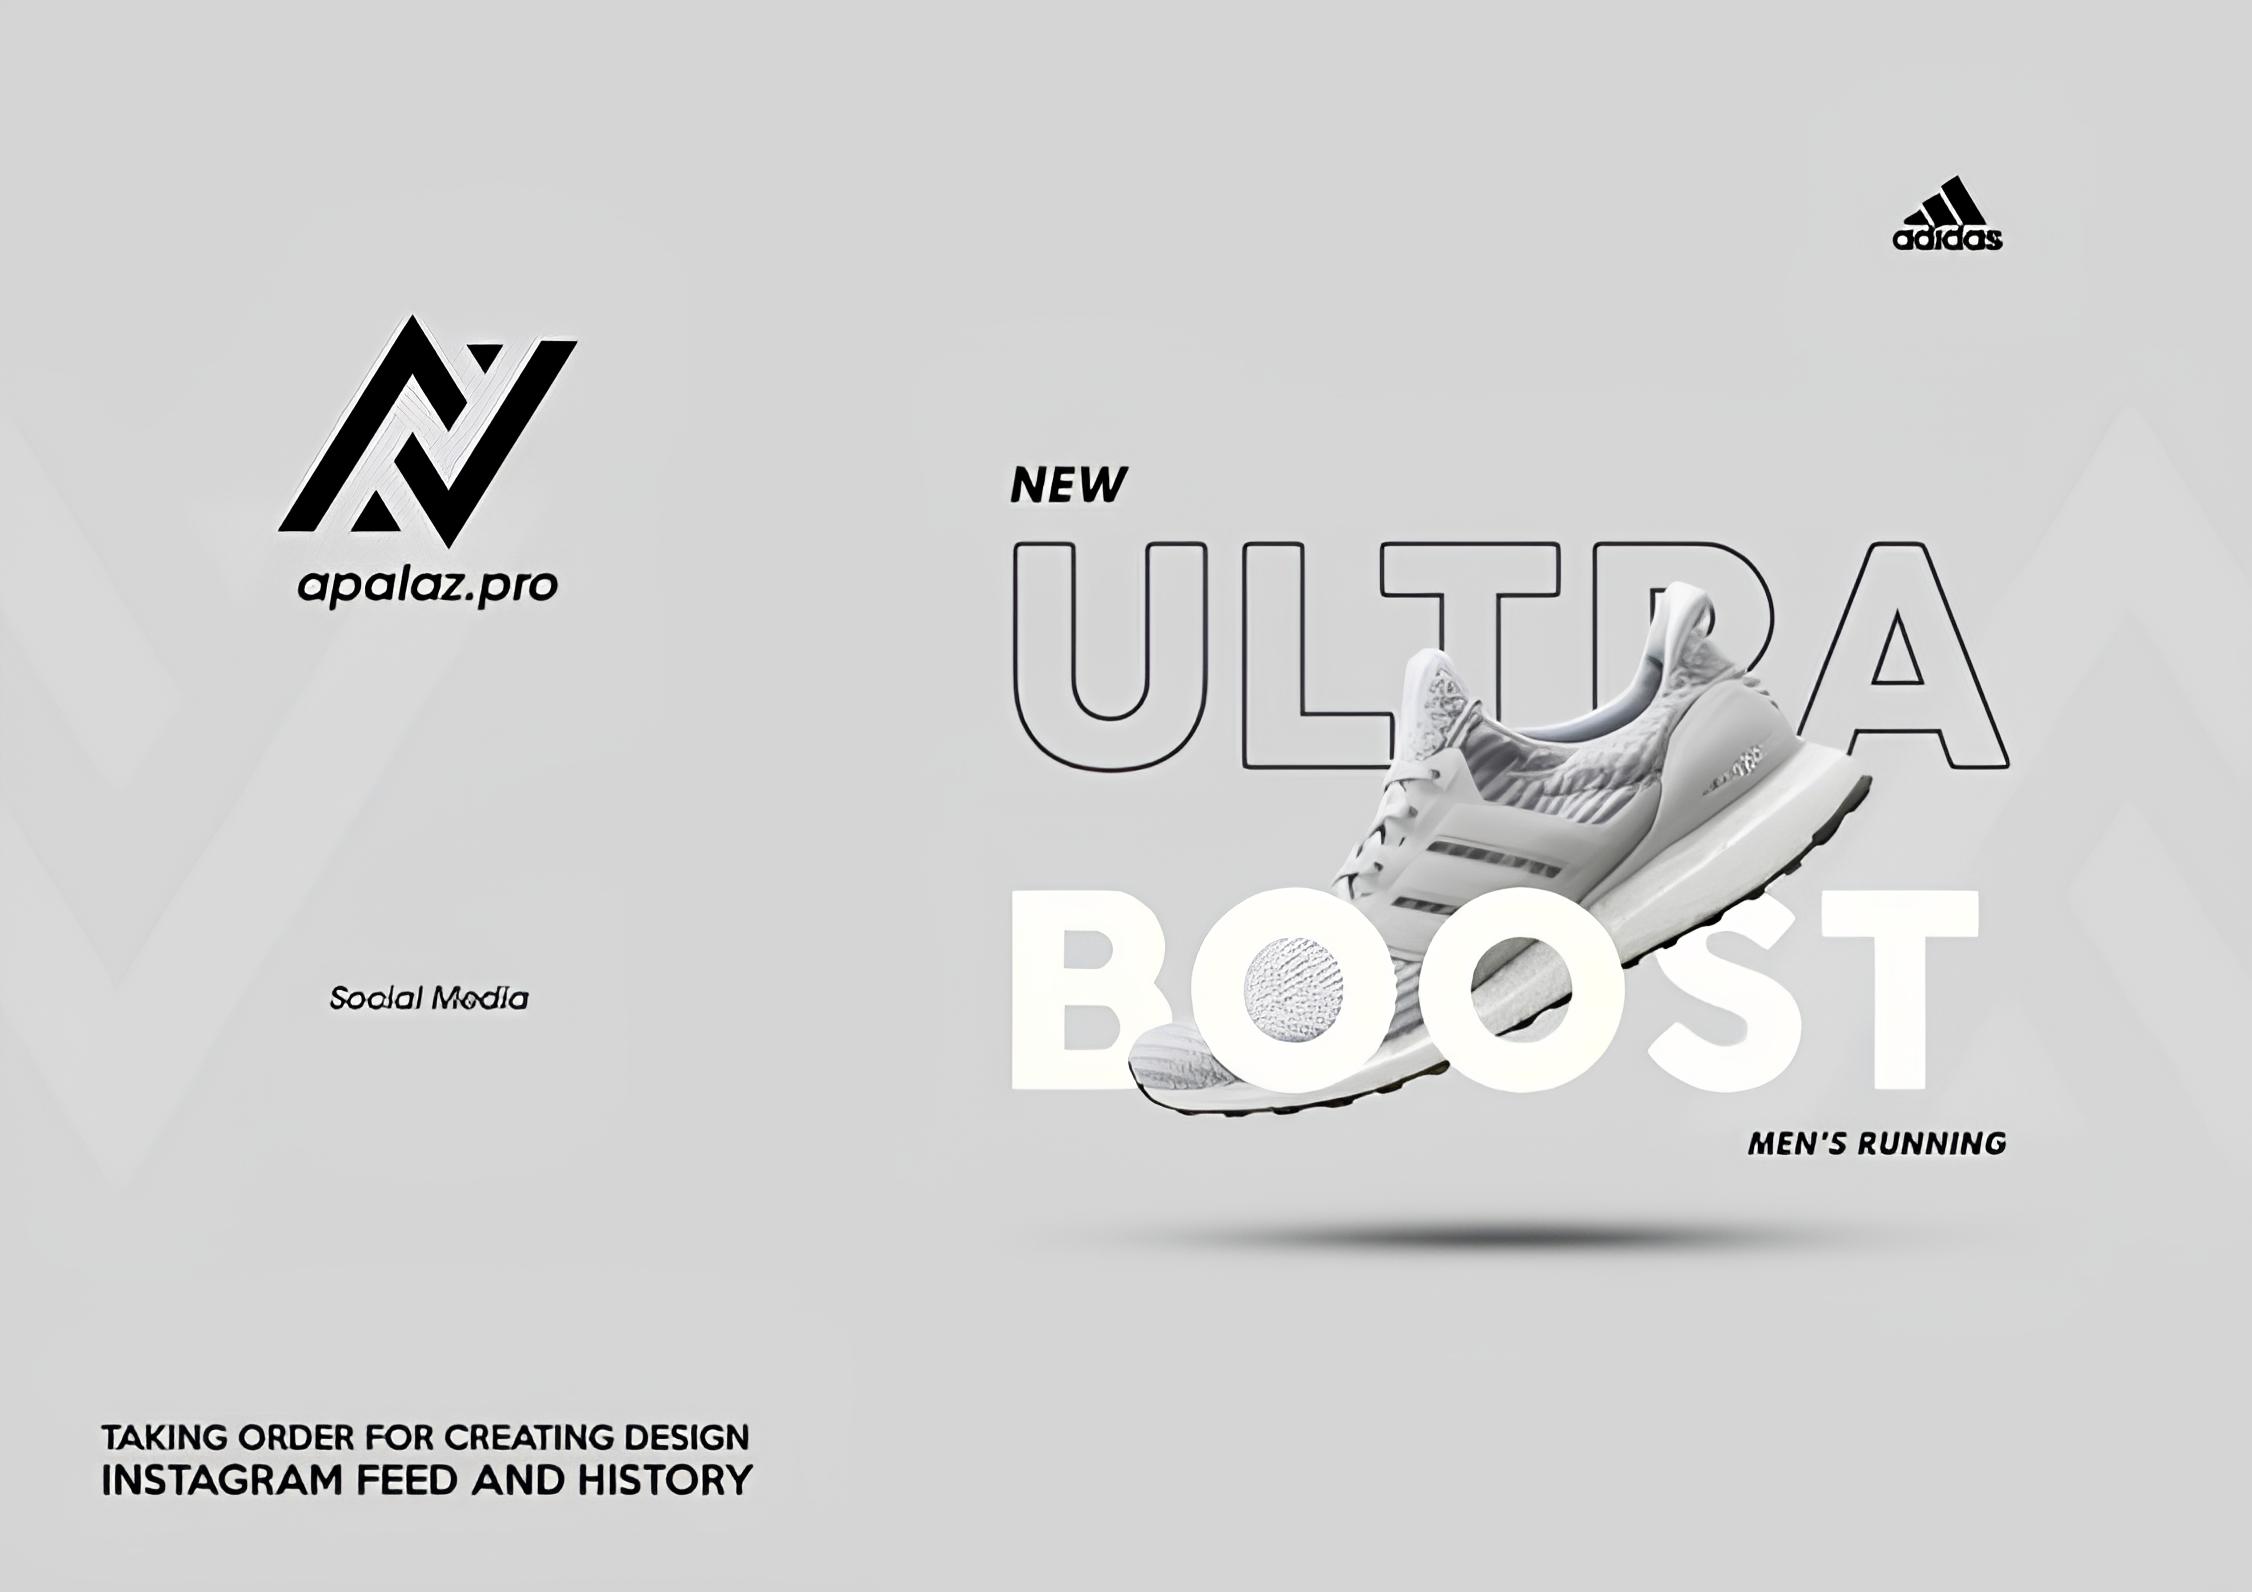 adidas
apalaz.pro
NEW
ULTRA
BOOST
MEN'S RUNNING
Social Media
TAKING ORDER FOR CREATING DESIGN
INSTAGRAM FEED AND HISTORY